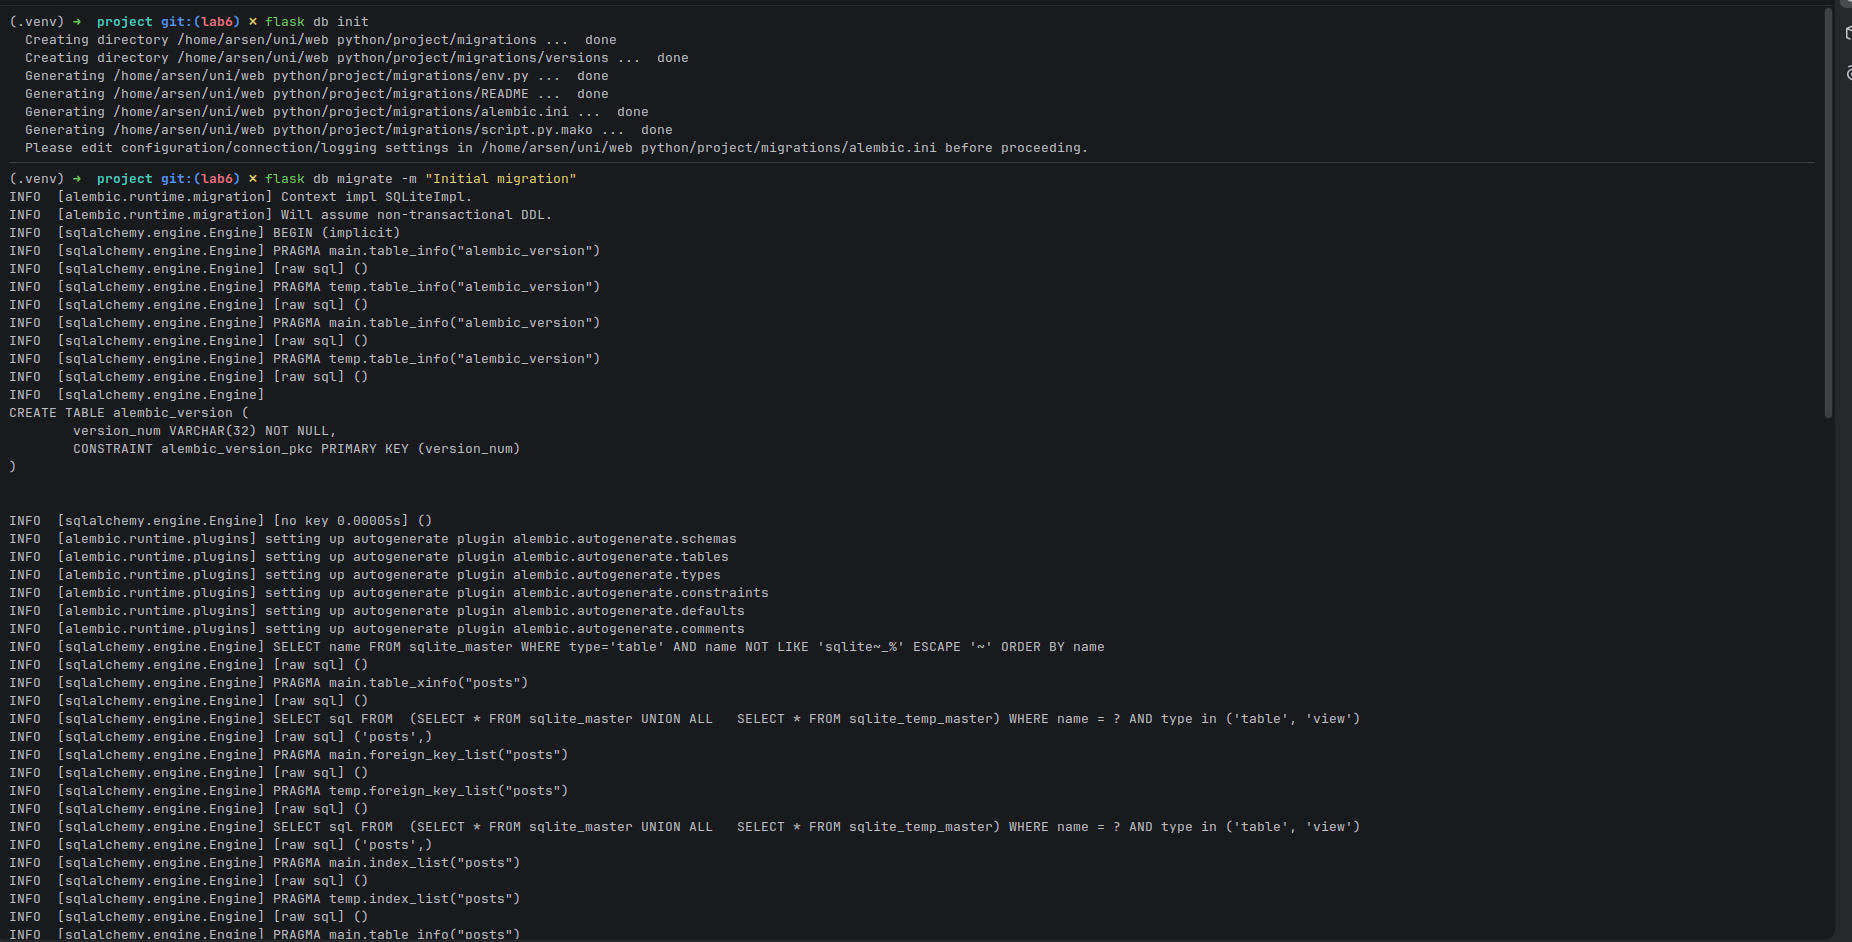 (.venv) → project git:(lab6) × flask db init
  Creating directory /home/arsen/uni/web python/project/migrations ...  done
  Creating directory /home/arsen/uni/web python/project/migrations/versions ...  done
  Generating /home/arsen/uni/web python/project/migrations/env.py ...  done
  Generating /home/arsen/uni/web python/project/migrations/README ...  done
  Generating /home/arsen/uni/web python/project/migrations/alembic.ini ...  done
  Generating /home/arsen/uni/web python/project/migrations/script.py.mako ...  done
  Please edit configuration/connection/logging settings in /home/arsen/uni/web python/project/migrations/alembic.ini before proceeding.
(.venv) → project git:(lab6) × flask db migrate -m "Initial migration"
INFO  [alembic.runtime.migration] Context impl SQLiteImpl.
INFO  [alembic.runtime.migration] Will assume non-transactional DDL.
INFO  [sqlalchemy.engine.Engine] BEGIN (implicit)
INFO  [sqlalchemy.engine.Engine] PRAGMA main.table_info("alembic_version")
INFO  [sqlalchemy.engine.Engine] [raw sql] ()
INFO  [sqlalchemy.engine.Engine] PRAGMA temp.table_info("alembic_version")
INFO  [sqlalchemy.engine.Engine] [raw sql] ()
INFO  [sqlalchemy.engine.Engine] PRAGMA main.table_info("alembic_version")
INFO  [sqlalchemy.engine.Engine] [raw sql] ()
INFO  [sqlalchemy.engine.Engine] PRAGMA temp.table_info("alembic_version")
INFO  [sqlalchemy.engine.Engine] [raw sql] ()
INFO  [sqlalchemy.engine.Engine]
CREATE TABLE alembic_version (
        version_num VARCHAR(32) NOT NULL,
        CONSTRAINT alembic_version_pkc PRIMARY KEY (version_num)
)
INFO  [sqlalchemy.engine.Engine] [no key 0.00005s] ()
INFO  [alembic.runtime.plugins] setting up autogenerate plugin alembic.autogenerate.schemas
INFO  [alembic.runtime.plugins] setting up autogenerate plugin alembic.autogenerate.tables
INFO  [alembic.runtime.plugins] setting up autogenerate plugin alembic.autogenerate.types
INFO  [alembic.runtime.plugins] setting up autogenerate plugin alembic.autogenerate.constraints
INFO  [alembic.runtime.plugins] setting up autogenerate plugin alembic.autogenerate.defaults
INFO  [alembic.runtime.plugins] setting up autogenerate plugin alembic.autogenerate.comments
INFO  [sqlalchemy.engine.Engine] SELECT name FROM sqlite_master WHERE type='table' AND name NOT LIKE 'sqlite~_%' ESCAPE '~' ORDER BY name
INFO  [sqlalchemy.engine.Engine] [raw sql] ()
INFO  [sqlalchemy.engine.Engine] PRAGMA main.table_xinfo("posts")
INFO  [sqlalchemy.engine.Engine] [raw sql] ()
INFO  [sqlalchemy.engine.Engine] SELECT sql FROM  (SELECT * FROM sqlite_master UNION ALL   SELECT * FROM sqlite_temp_master) WHERE name = ? AND type in ('table', 'view')
INFO  [sqlalchemy.engine.Engine] [raw sql] ('posts',)
INFO  [sqlalchemy.engine.Engine] PRAGMA main.foreign_key_list("posts")
INFO  [sqlalchemy.engine.Engine] [raw sql] ()
INFO  [sqlalchemy.engine.Engine] PRAGMA temp.foreign_key_list("posts")
INFO  [sqlalchemy.engine.Engine] [raw sql] ()
INFO  [sqlalchemy.engine.Engine] SELECT sql FROM  (SELECT * FROM sqlite_master UNION ALL   SELECT * FROM sqlite_temp_master) WHERE name = ? AND type in ('table', 'view')
INFO  [sqlalchemy.engine.Engine] [raw sql] ('posts',)
INFO  [sqlalchemy.engine.Engine] PRAGMA main.index_list("posts")
INFO  [sqlalchemy.engine.Engine] [raw sql] ()
INFO  [sqlalchemy.engine.Engine] PRAGMA temp.index_list("posts")
INFO  [sqlalchemy.engine.Engine] [raw sql] ()
INFO  [sqlalchemy.engine.Engine] PRAGMA main.table_info("posts")